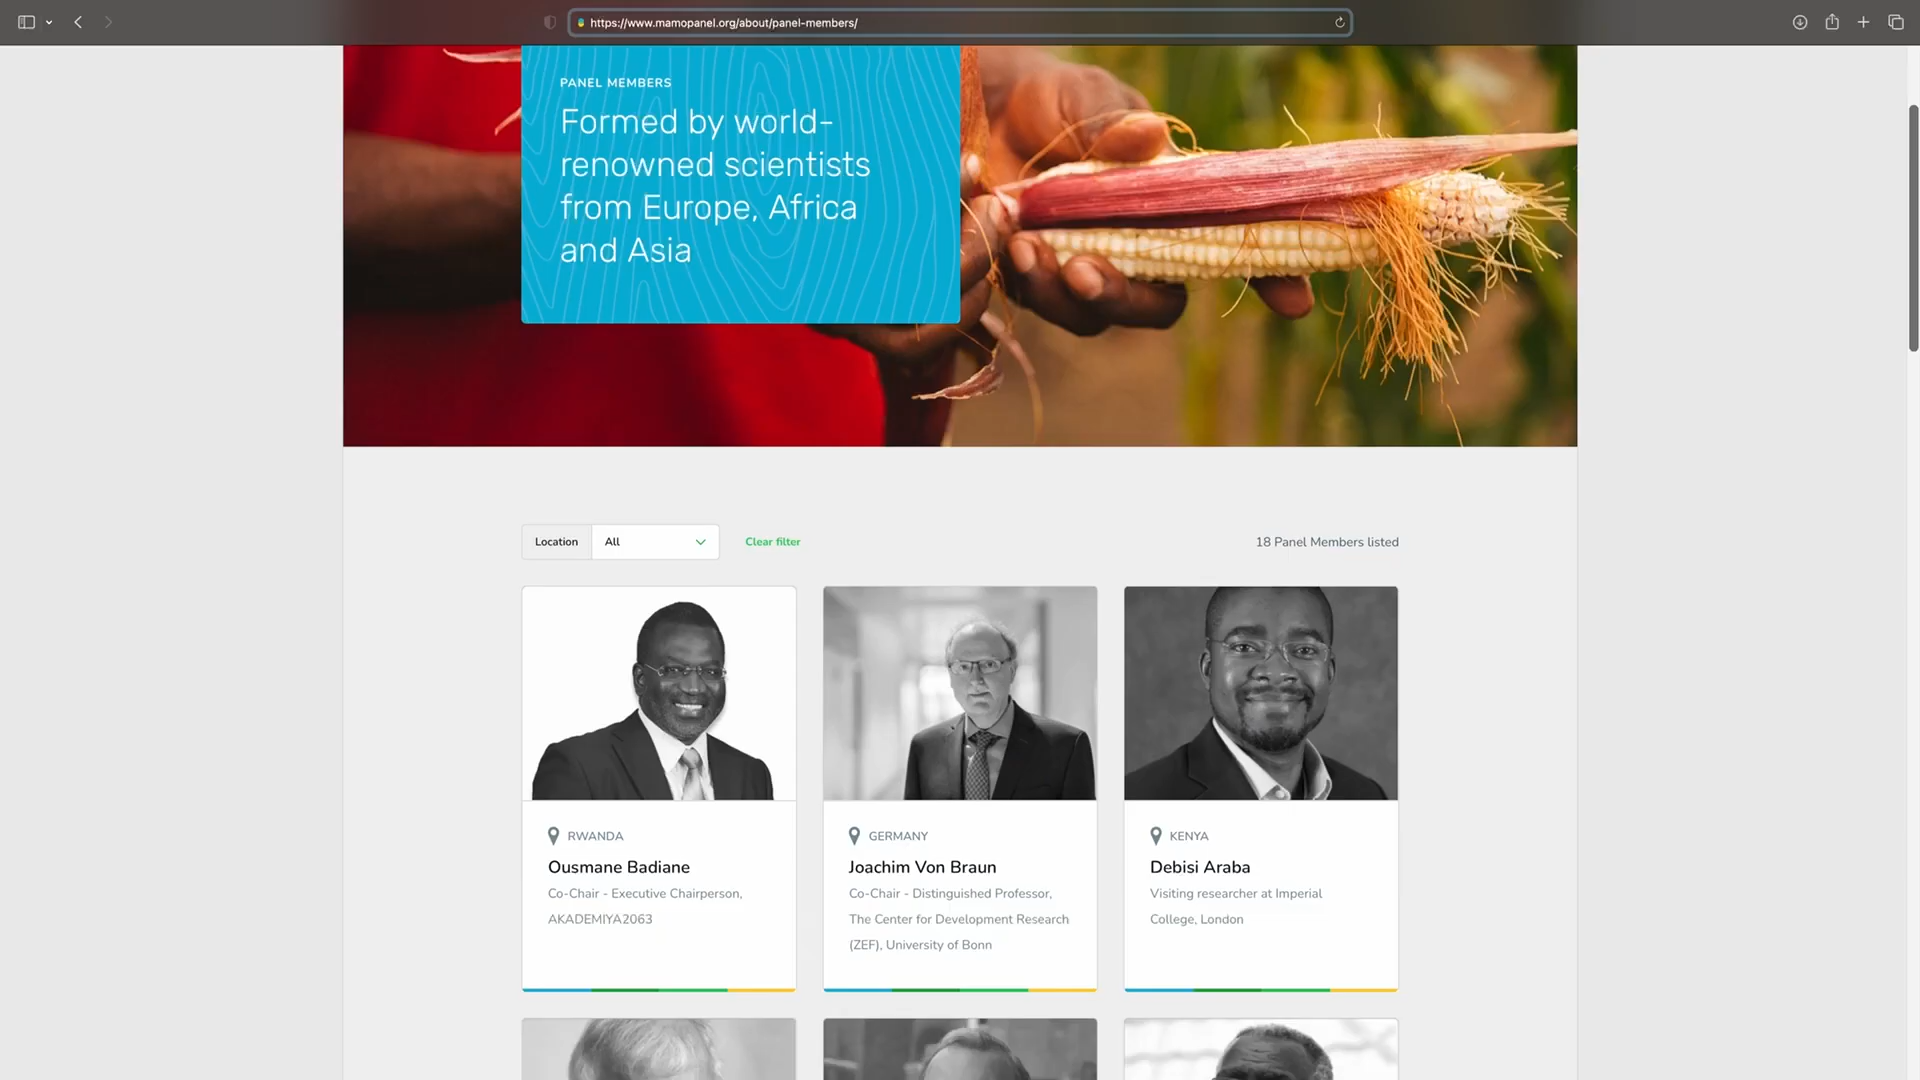 https://www.mamopanel.org/about/panel-members/
PANEL MEMBERS
Formed by world-
renowned scientists
from Europe, Africa
and Asia
Location
All
Clear filter
18 Panel Members listed
RWANDA
Ousmane Badiane
Co-Chair - Executive Chairperson,
AKADEMIYA2063
GERMANY
Joachim Von Braun
Co-Chair - Distinguished Professor,
The Center for Development Research
(ZEF), University of Bonn
KENYA
Debisi Araba
Visiting researcher at Imperial
College, London